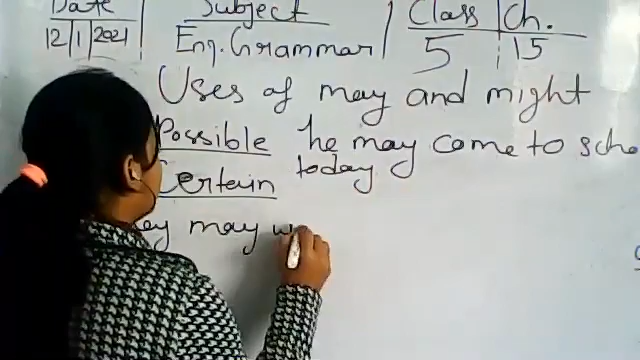 Date Subject Class Ch.
12 1 2021 Eng. Grammar 5 15
Uses of may and might
Possible he may come to
Certain today
may